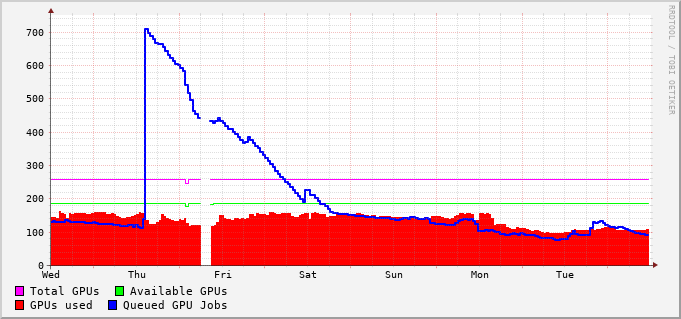 700
600
500
400
300
200
100
0
Wed Thu Fri Sat Sun Mon Tue
Total GPUs Available GPUs
GPUs used Queued GPU Jobs
RRDTOOL / TOBI OETIKER